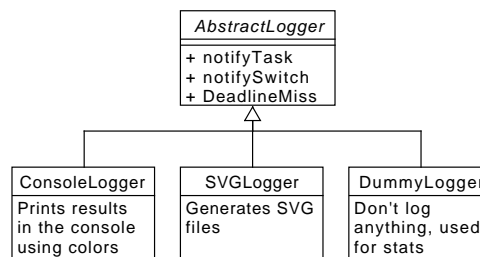 AbstractLogger
+ notifyTask
+ notifySwitch
+ DeadlineMiss
ConsoleLogger
Prints results
in the console
using colors
SVGLogger
Generates SVG
files
DummyLogger
Don't log
anything, used
for stats